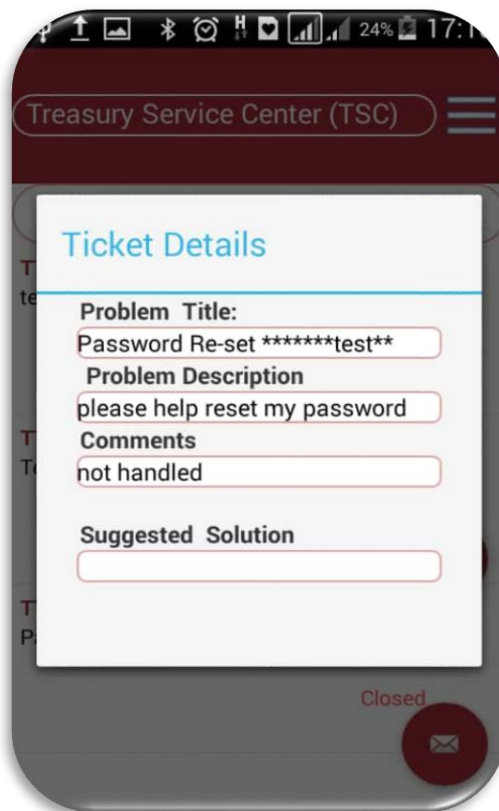 H 24% 17:1
Treasury Service Center (TSC)
Ticket Details
Problem Title:
Password Re-set *******test**
Problem Description
please help reset my password
Comments
not handled
Suggested Solution
Closed